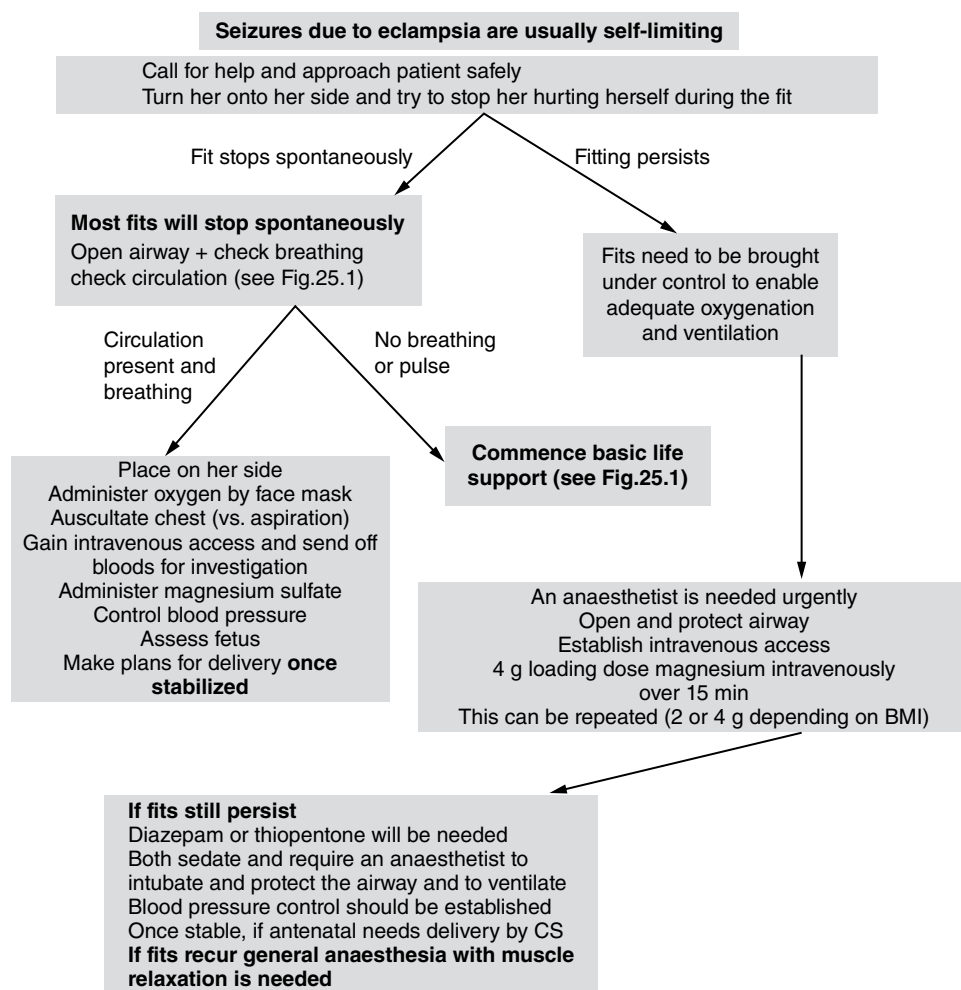 Seizures due to eclampsia are usually self-limiting
Call for help and approach patient safely
Turn her onto her side and try to stop her hurting herself during the fit
Fit stops spontaneously
Fitting persists
Most fits will stop spontaneously
Open airway + check breathing
check circulation (see Fig.25.1)
Fits need to be brought
under control to enable
adequate oxygenation
and ventilation
Circulation
present and
breathing
No breathing
or pulse
Commence basic life
support (see Fig.25.1)
Place on her side
Administer oxygen by face mask
Auscultate chest (vs. aspiration)
Gain intravenous access and send off
bloods for investigation
Administer magnesium sulfate
Control blood pressure
Assess fetus
Make plans for delivery once
stabilized
An anaesthetist is needed urgently
Open and protect airway
Establish intravenous access
4 g loading dose magnesium intravenously
over 15 min
This can be repeated (2 or 4 g depending on BMI)
If fits still persist
Diazepam or thiopentone will be needed
Both sedate and require an anaesthetist to
intubate and protect the airway and to ventilate
Blood pressure control should be established
Once stable, if antenatal needs delivery by CS
If fits recur general anaesthesia with muscle
relaxation is needed